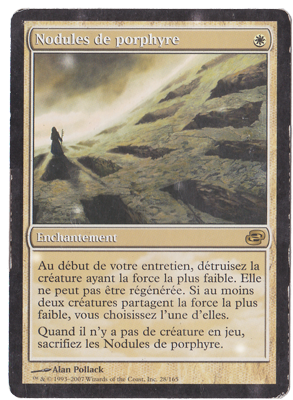 Nodules de porphyre
Enchantement
Au début de votre entretien, détruisez la
créature ayant la force la plus faible. Elle
ne peut pas être régénérée. Si au moins
deux créatures partagent la force la plus
faible, vous choisissez l'une d'elles.
Quand il n'y a pas de créature en jeu,
sacrifiez les Nodules de porphyre.
Alan Pollack
™ & © 1993-2007 Wizards of the Coast, Inc. 28/165